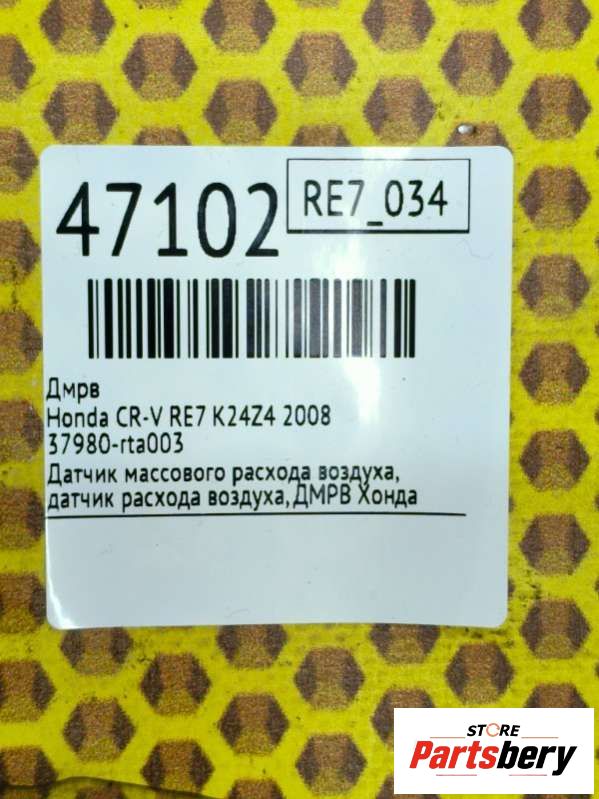 47102
RE7_034
Дмрв
Honda CR-V RE7 K24Z4 2008
37980-rta003
Датчик массового расхода воздуха,
датчик расхода воздуха, ДМРВ Хонда
STORE
Partsbery